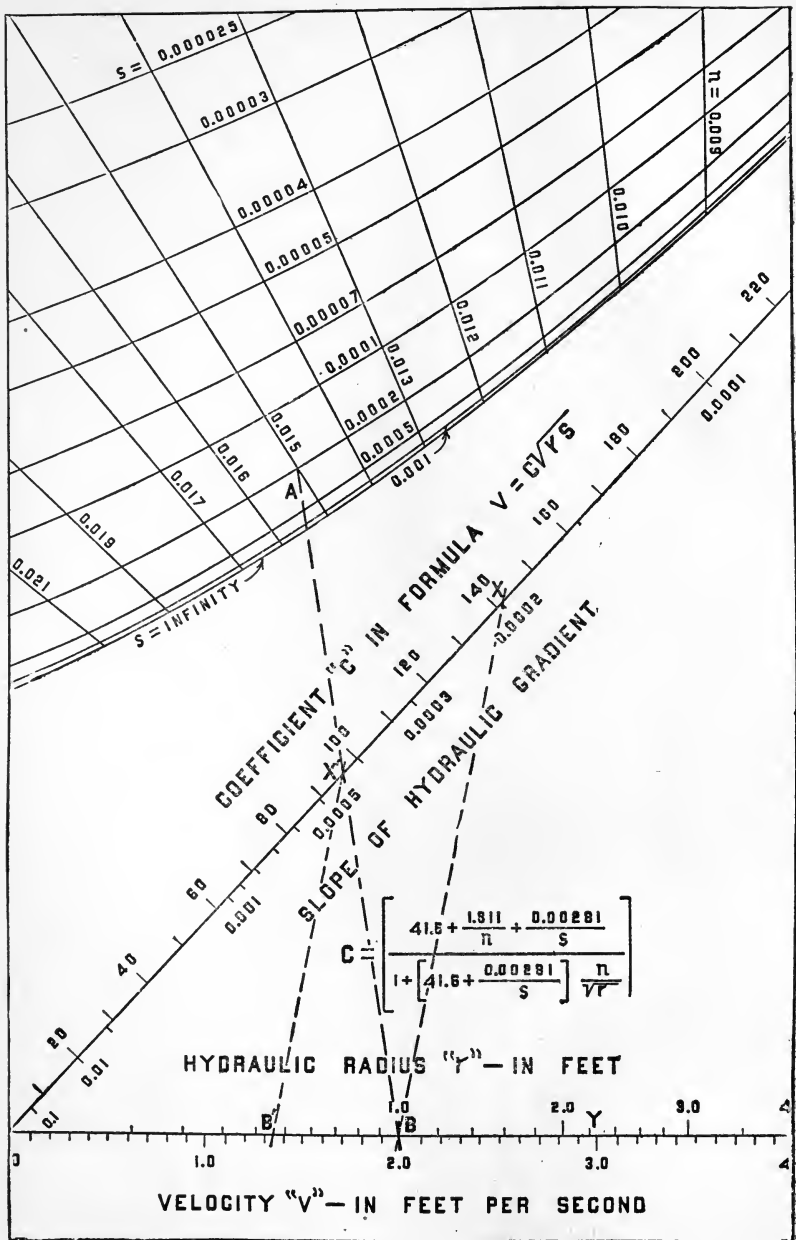 S = 0.000025
0.00003
0.00004
0.00005
0.00007
0.0001
0.0002
0.0005
0.001
S = INFINITY
n = 0.009
0.010
0.011
0.012
0.013
0.015
0.016
0.017
0.019
0.021
A
COEFFICIENT "C" IN FORMULA V = C√rs
20
40
60
80
100
120
140
160
180
200
220
X'
X
0.1
0.01
0.001
0.0005
0.0003
0.0002
0.0001
SLOPE OF HYDRAULIC GRADIENT
C = [41.6 + 1.811/n + 0.00281/S / 1 + [41.6 + 0.00281/S] n/√r]
HYDRAULIC RADIUS "r" — IN FEET
B' 1.0 B 2.0 Y 3.0
0 1.0 2.0 3.0 4
VELOCITY "V" — IN FEET PER SECOND